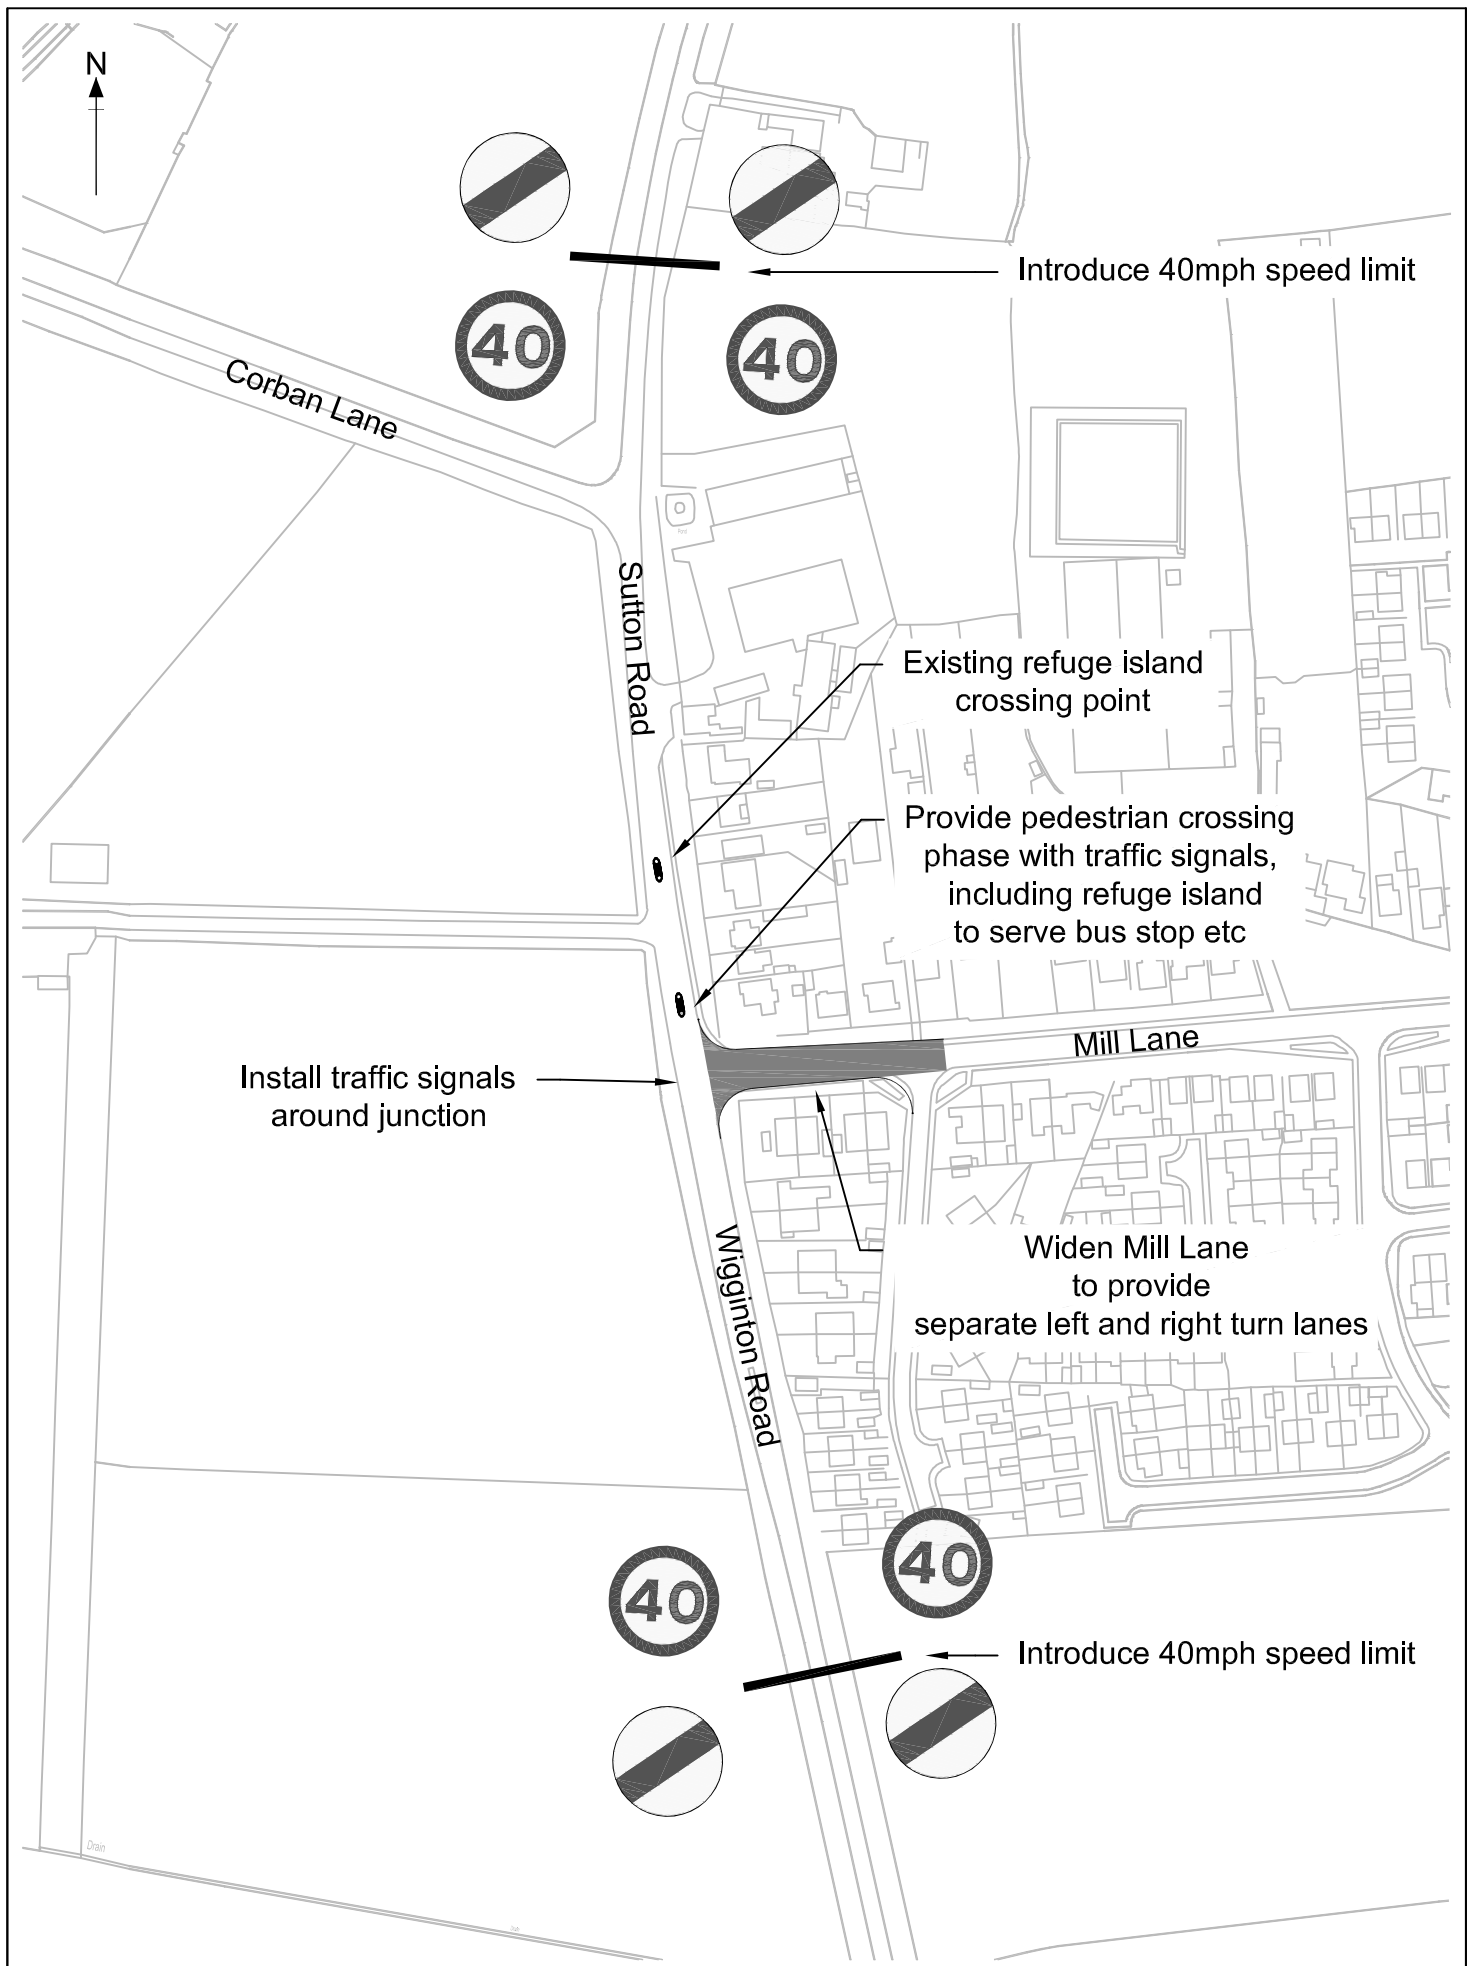 N
Introduce 40mph speed limit
40
40
Corban Lane
Sutton Road
Existing refuge island
crossing point
Provide pedestrian crossing
phase with traffic signals,
including refuge island
to serve bus stop etc
Mill Lane
Install traffic signals
around junction
Widen Mill Lane
to provide
separate left and right turn lanes
Wigginton Road
40
40
Introduce 40mph speed limit
Drain